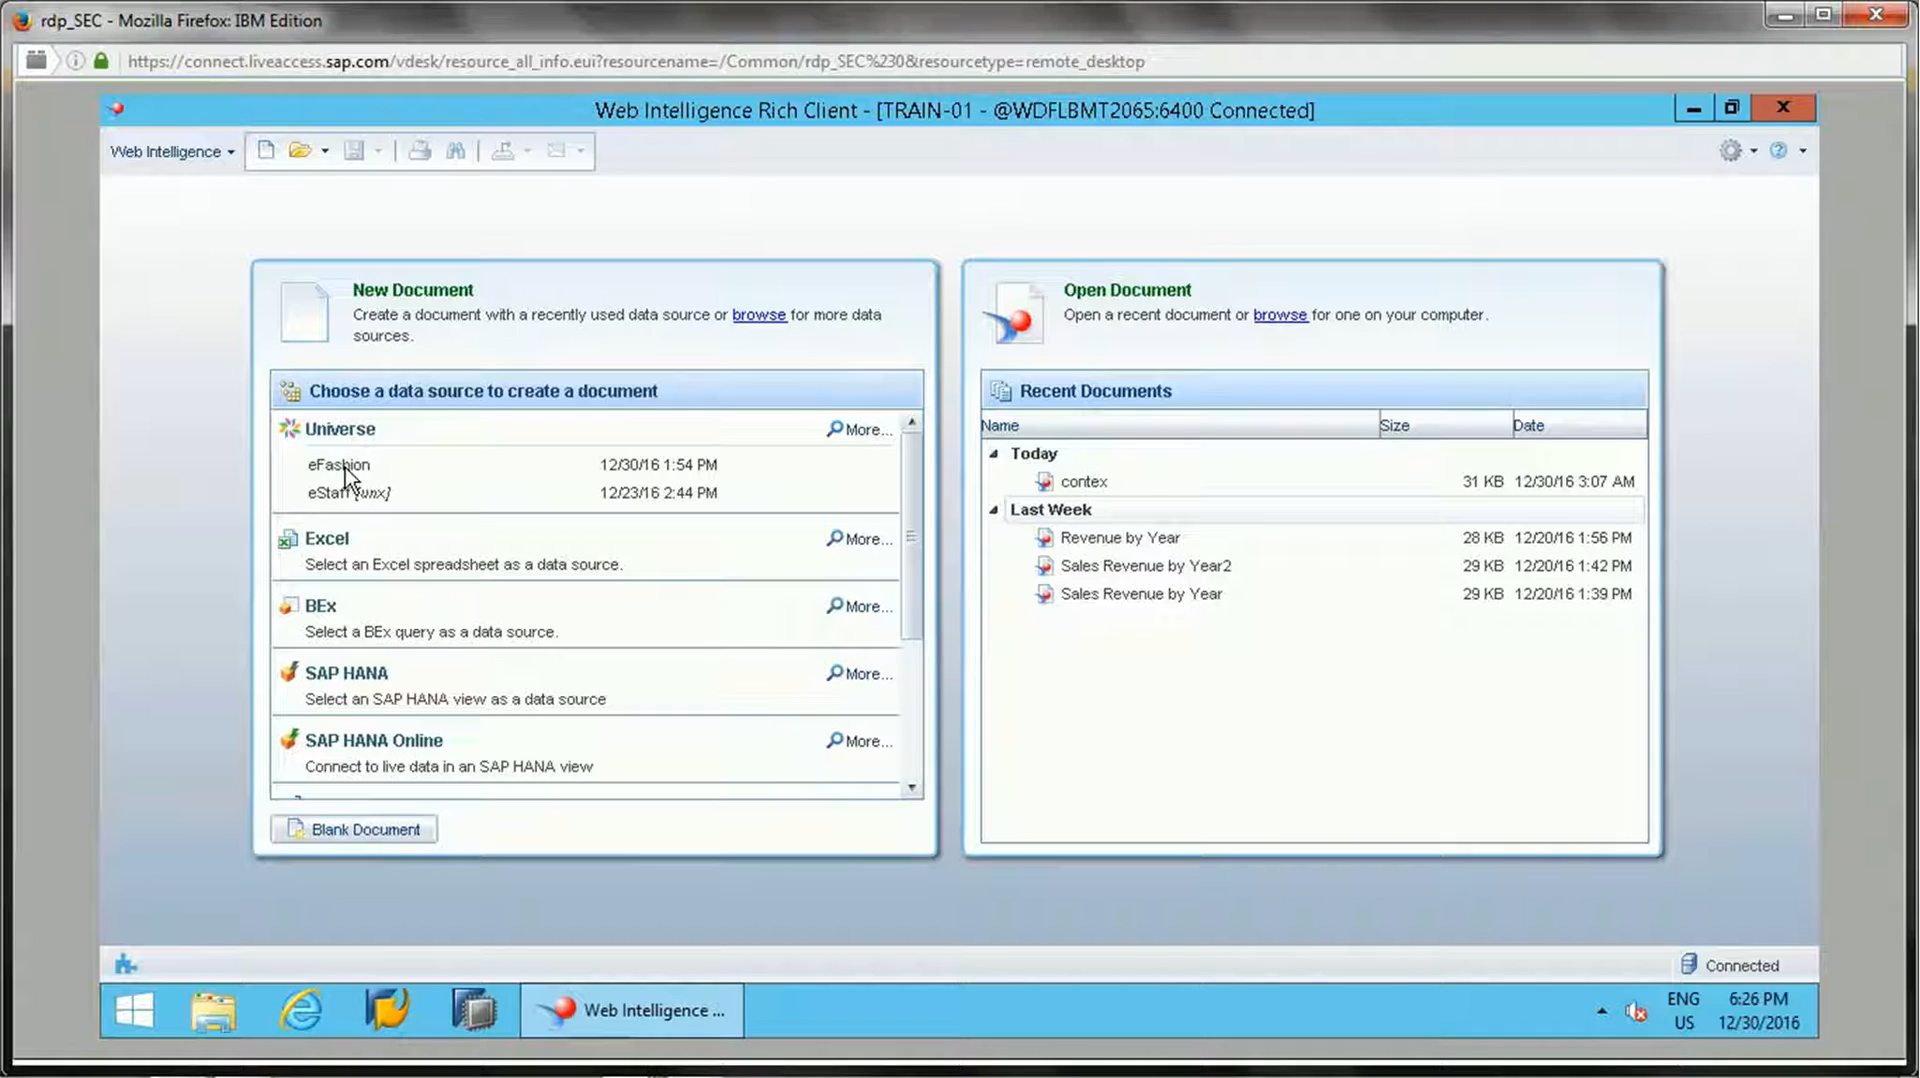 rdp_SEC - Mozilla Firefox: IBM Edition
https://connect.liveaccess.sap.com/vdesk/resource_all_info.eui?resourcename=/Common/rdp_SEC%230&resourcetype=remote_desktop
Web Intelligence Rich Client - [TRAIN-01 - @WDFLBMT2065:6400 Connected]
Web Intelligence
New Document
Create a document with a recently used data source or browse for more data
sources.
Choose a data source to create a document
Universe More...
eFashion 12/30/16 1:54 PM
eStaff [unx] 12/23/16 2:44 PM
Excel More...
Select an Excel spreadsheet as a data source.
BEx More...
Select a BEx query as a data source.
SAP HANA More...
Select an SAP HANA view as a data source
SAP HANA Online More...
Connect to live data in an SAP HANA view
Blank Document
Open Document
Open a recent document or browse for one on your computer.
Recent Documents
Name Size Date
Today
contex 31 KB 12/30/16 3:07 AM
Last Week
Revenue by Year 28 KB 12/20/16 1:56 PM
Sales Revenue by Year2 29 KB 12/20/16 1:42 PM
Sales Revenue by Year 29 KB 12/20/16 1:39 PM
Connected
Web Intelligence ...
ENG 6:26 PM
US 12/30/2016